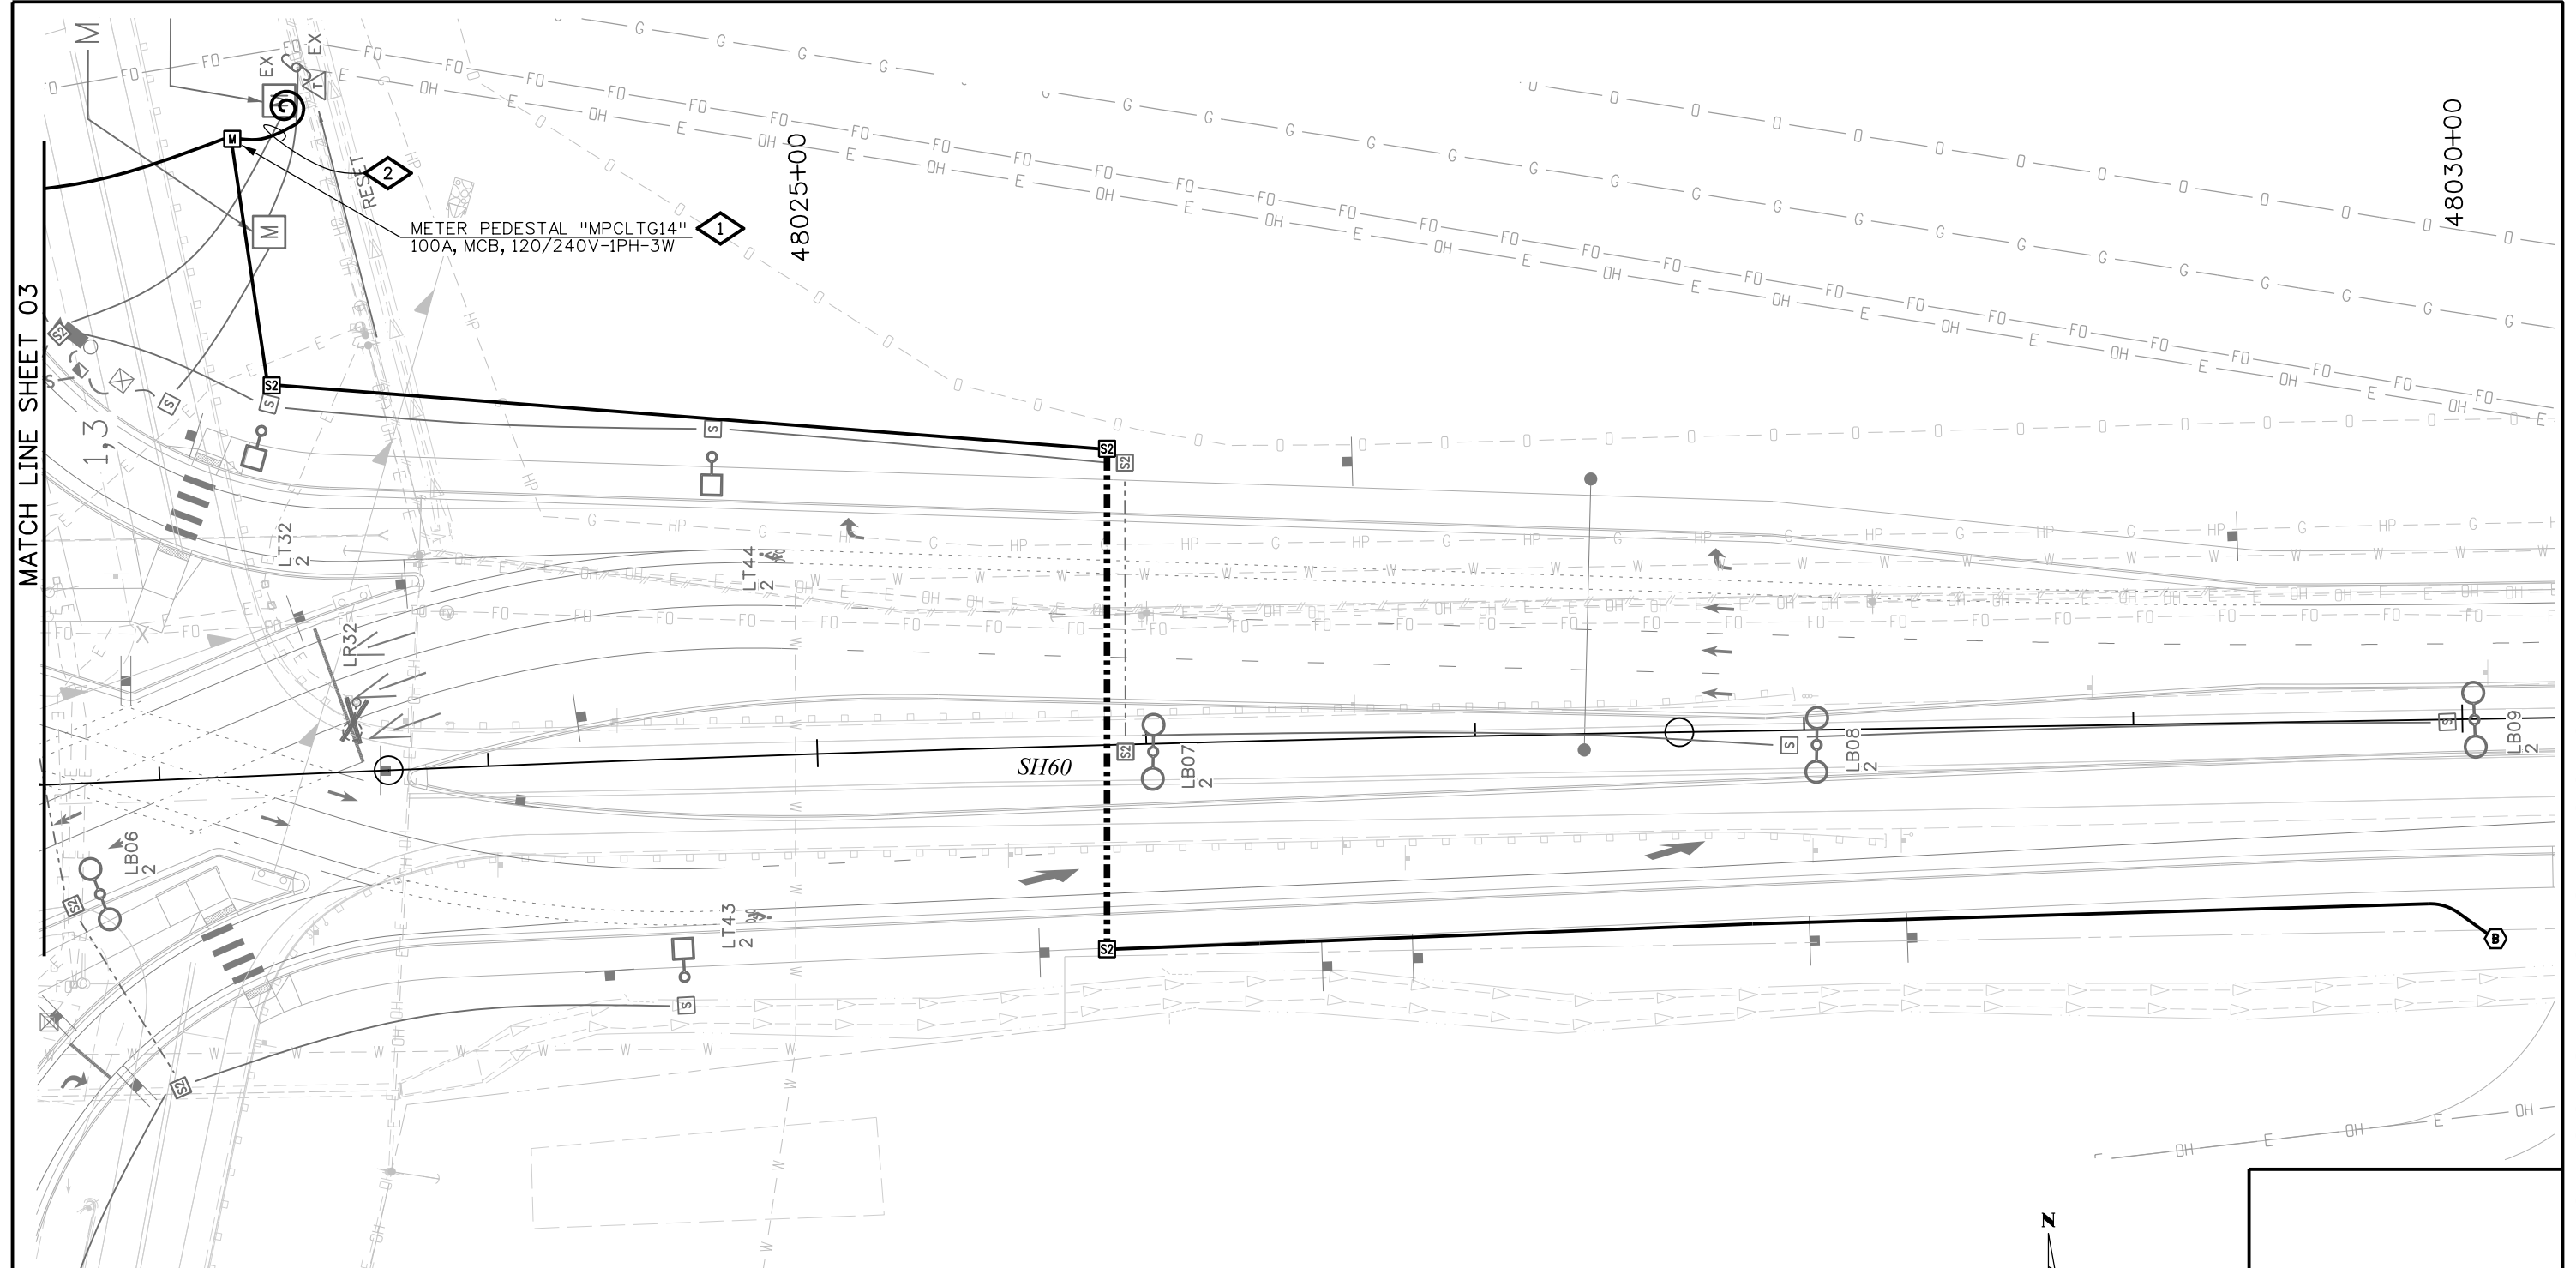 MATCH LINE SHEET 03
M
EX
EX
T
M
2
RESET
METER PEDESTAL "MPCLTG14"
100A, MCB, 120/240V-1PH-3W
1
48025+00
48030+00
M
S2
S2
S
S
1,3
S
S2
S2
LT32
2
LT44
2
LR32
SH60
S2
LB07
2
S
LB08
2
S
LB09
2
LB06
2
S2
LT43
2
S
S2
S2
B
N